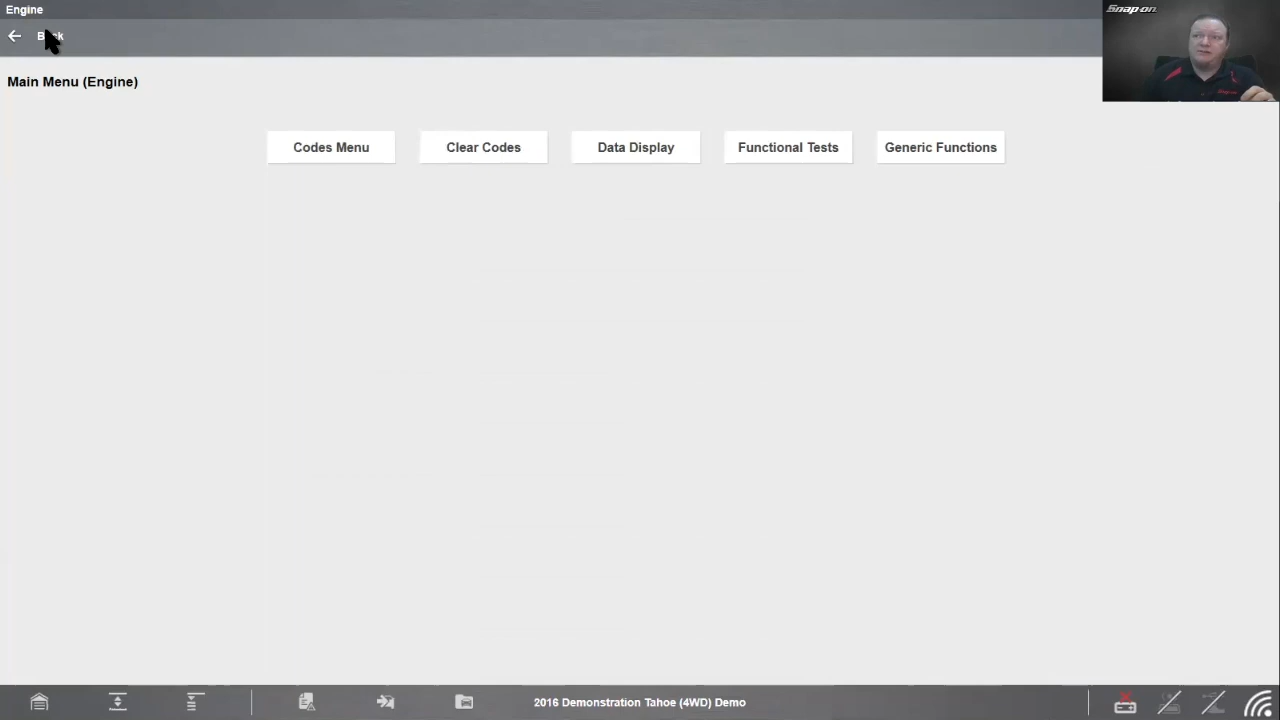 Engine
Back
Snap-on
Main Menu (Engine)
Codes Menu
Clear Codes
Data Display
Functional Tests
Generic Functions
2016 Demonstration Tahoe (4WD) Demo